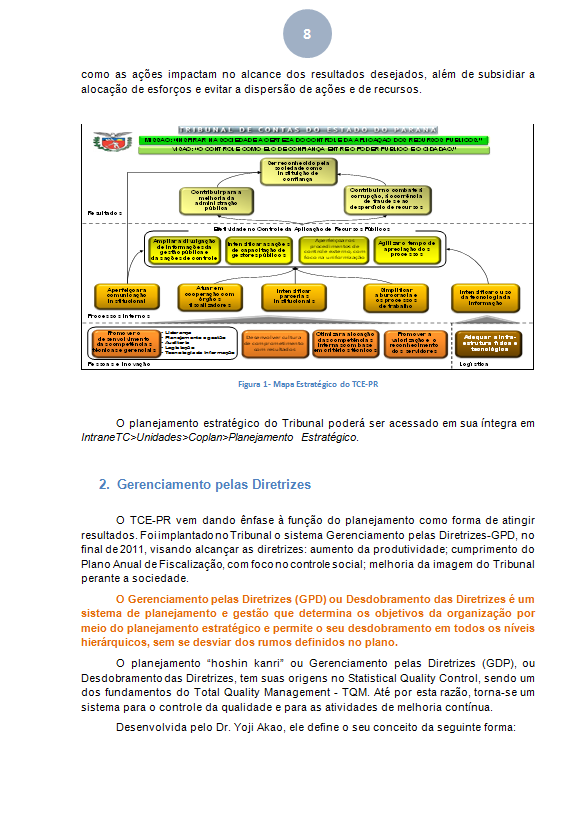 8
como as ações impactam no alcance dos resultados desejados, além de subsidiar a
alocação de esforços e evitar a dispersão de ações e de recursos.
TRIBUNAL DE CONTAS DO ESTADO DO PARANÁ
MISSÃO: "INSPIRAR NA SOCIEDADE A CERTEZA DO CONTROLE DA APLICAÇÃO DOS RECURSOS PÚBLICOS."
VISÃO: "O CONTROLE COMO ELO DE CONFIANÇA ENTRE O PODER PÚBLICO E O CIDADÃO."
Ser reconhecido pela
sociedade como
instituição de
confiança
Contribuir para a
melhoria da
administração
pública
Contribuir no combate à
corrupção, à ocorrência
de fraudes e ao
desperdício de recursos
Resultados
Efetividade no Controle da Aplicação de Recursos Públicos
Ampliar a divulgação
de informações da
gestão pública e
das ações de controle
Intensificar as ações
de capacitação de
gestores públicos
Aperfeiçoar os
procedimentos de
controle externo, com
foco na uniformização
Agilizar o tempo de
apreciação dos
processos
Aperfeiçoar a
comunicação
institucional
Atuar em
cooperação com
órgãos
fiscalizadores
Intensificar
parcerias
institucionais
Simplificar
a burocracia e
os processos
de trabalho
Intensificar o uso
da tecnologia da
informação
Processos Internos
Promover o
desenvolvimento
das competências
técnicas e gerenciais
- Liderança
- Planejamento e gestão
- Auditoria
- Legislação
- Tecnologia da Informação
Desenvolver cultura
de comprometimento
com resultados
Otimizar a alocação
das competências
internas com base
em critérios técnicos
Promover a
valorização e o
reconhecimento
dos servidores
Adequar a infra-
estrutura física e
tecnológica
Pessoas e Inovação
Logística
Figura 1- Mapa Estratégico do TCE-PR
O planejamento estratégico do Tribunal poderá ser acessado em sua íntegra em
IntraneTC>Unidades>Coplan>Planejamento Estratégico.
2. Gerenciamento pelas Diretrizes
O TCE-PR vem dando ênfase à função do planejamento como forma de atingir
resultados. Foi implantado no Tribunal o sistema Gerenciamento pelas Diretrizes-GPD, no
final de 2011, visando alcançar as diretrizes: aumento da produtividade; cumprimento do
Plano Anual de Fiscalização, com foco no controle social; melhoria da imagem do Tribunal
perante a sociedade.
O Gerenciamento pelas Diretrizes (GPD) ou Desdobramento das Diretrizes é um
sistema de planejamento e gestão que determina os objetivos da organização por
meio do planejamento estratégico e permite o seu desdobramento em todos os níveis
hierárquicos, sem se desviar dos rumos definidos no plano.
O planejamento “hoshin kanri” ou Gerenciamento pelas Diretrizes (GDP), ou
Desdobramento das Diretrizes, tem suas origens no Statistical Quality Control, sendo um
dos fundamentos do Total Quality Management - TQM. Até por esta razão, torna-se um
sistema para o controle da qualidade e para as atividades de melhoria contínua.
Desenvolvida pelo Dr. Yoji Akao, ele define o seu conceito da seguinte forma: